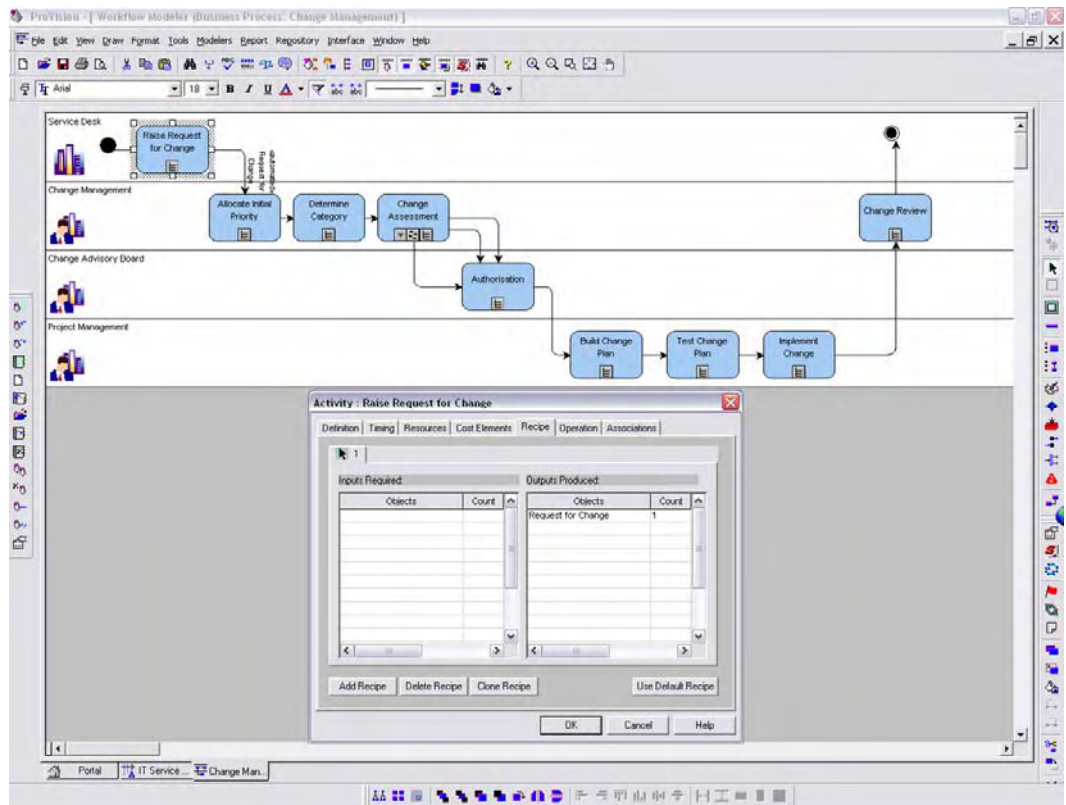 ProVision - [ Workflow Modeler (Business Process: Change Management) ]
File Edit View Draw Format Tools Modelers Report Repository Interface Window Help
Arial 18 B I U A
Service Desk
Raise Request
for Change
<automated>
Request for
Change
Change Management
Allocate Initial
Priority
Determine
Category
Change
Assessment
Change Review
Change Advisory Board
Authorisation
Project Management
Build Change
Plan
Test Change
Plan
Implement
Change
Activity : Raise Request for Change
Definition Timing Resources Cost Elements Recipe Operation Associations
1
Inputs Required: Outputs Produced:
Objects Count Objects Count
Request for Change 1
Add Recipe Delete Recipe Clone Recipe Use Default Recipe
OK Cancel Help
Portal IT Service ... Change Man...